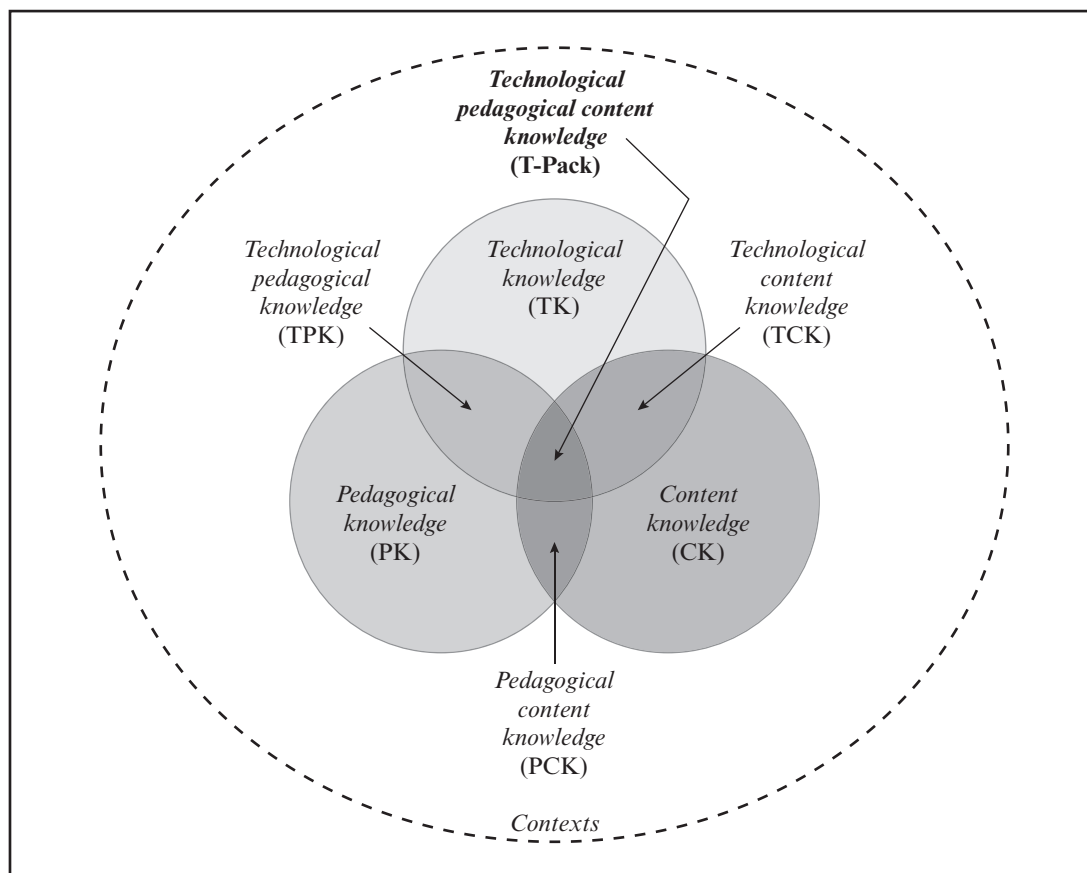 Technological
pedagogical content
knowledge
(T-Pack)
Technological
pedagogical
knowledge
(TPK)
Technological
knowledge
(TK)
Technological
content
knowledge
(TCK)
Pedagogical
knowledge
(PK)
Content
knowledge
(CK)
Pedagogical
content
knowledge
(PCK)
Contexts